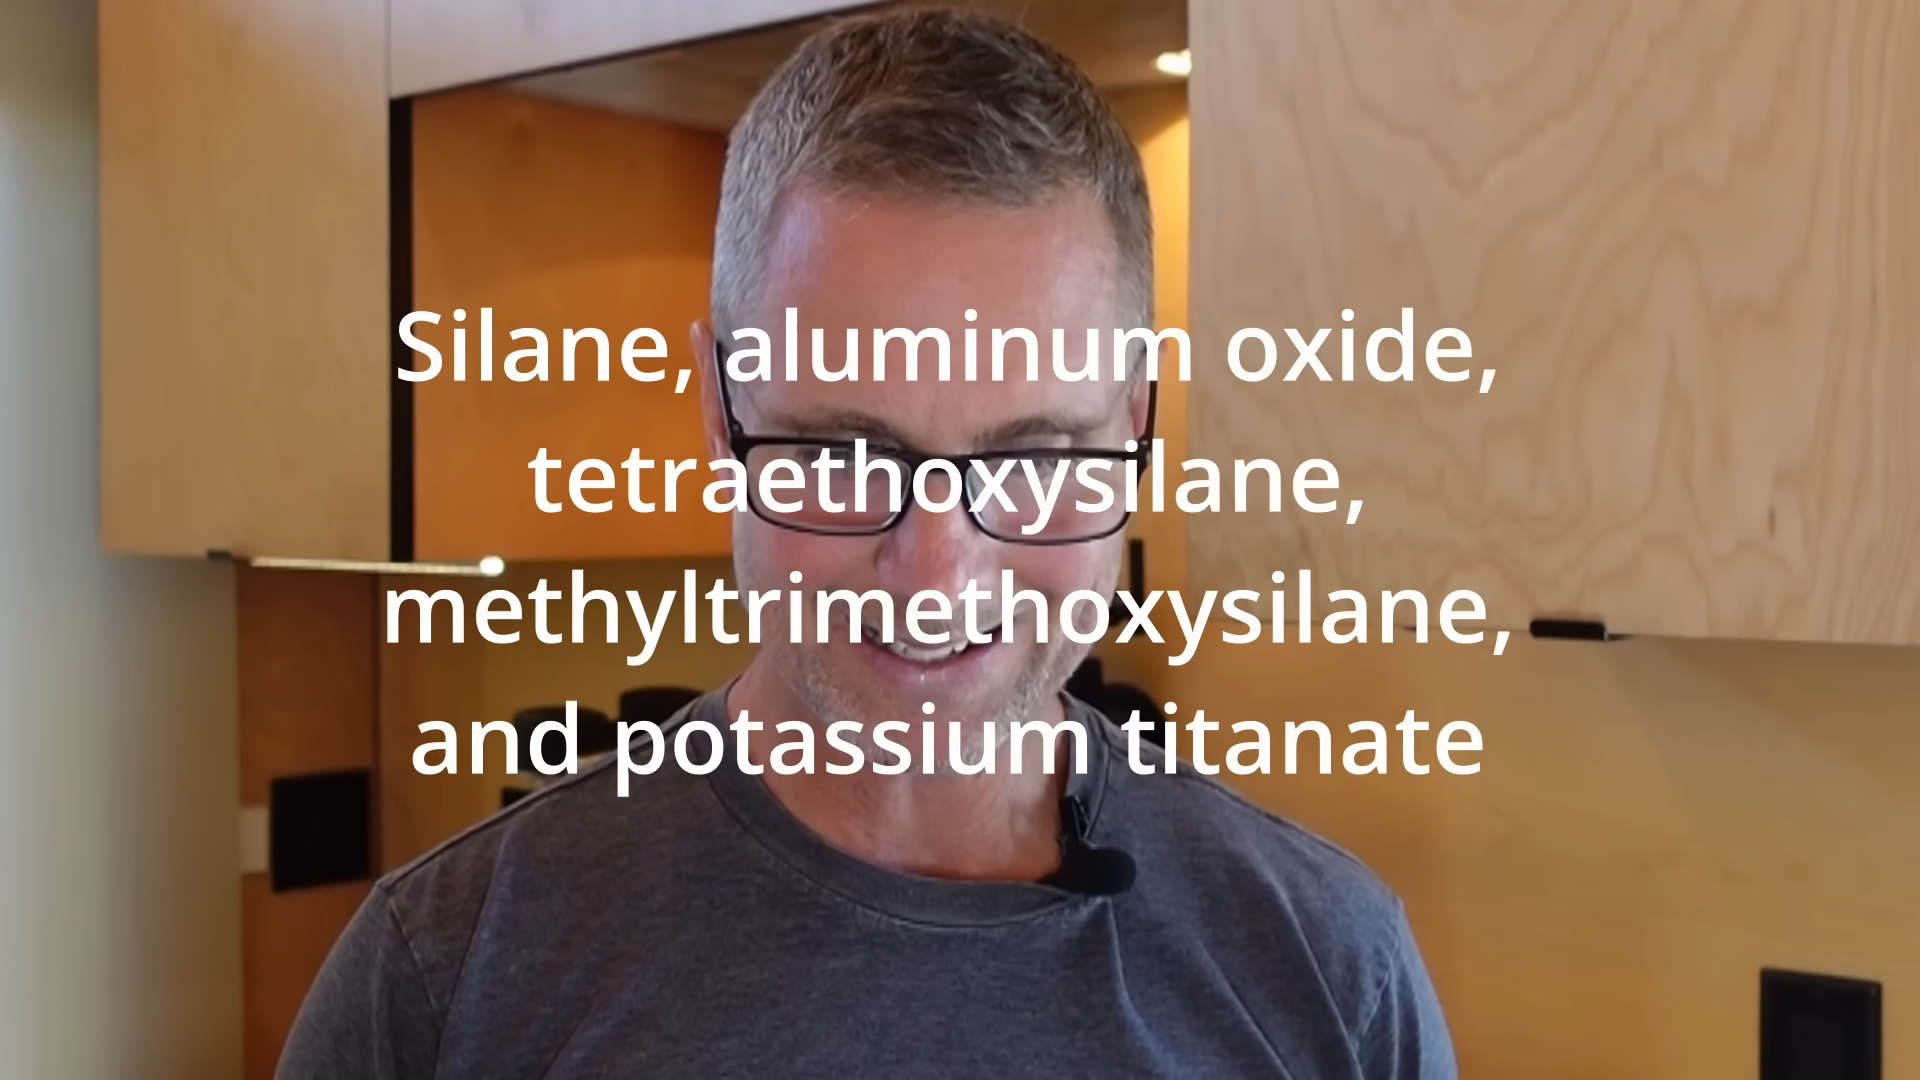 Silane, aluminum oxide,
tetraethoxysilane,
methyltrimethoxysilane,
and potassium titanate